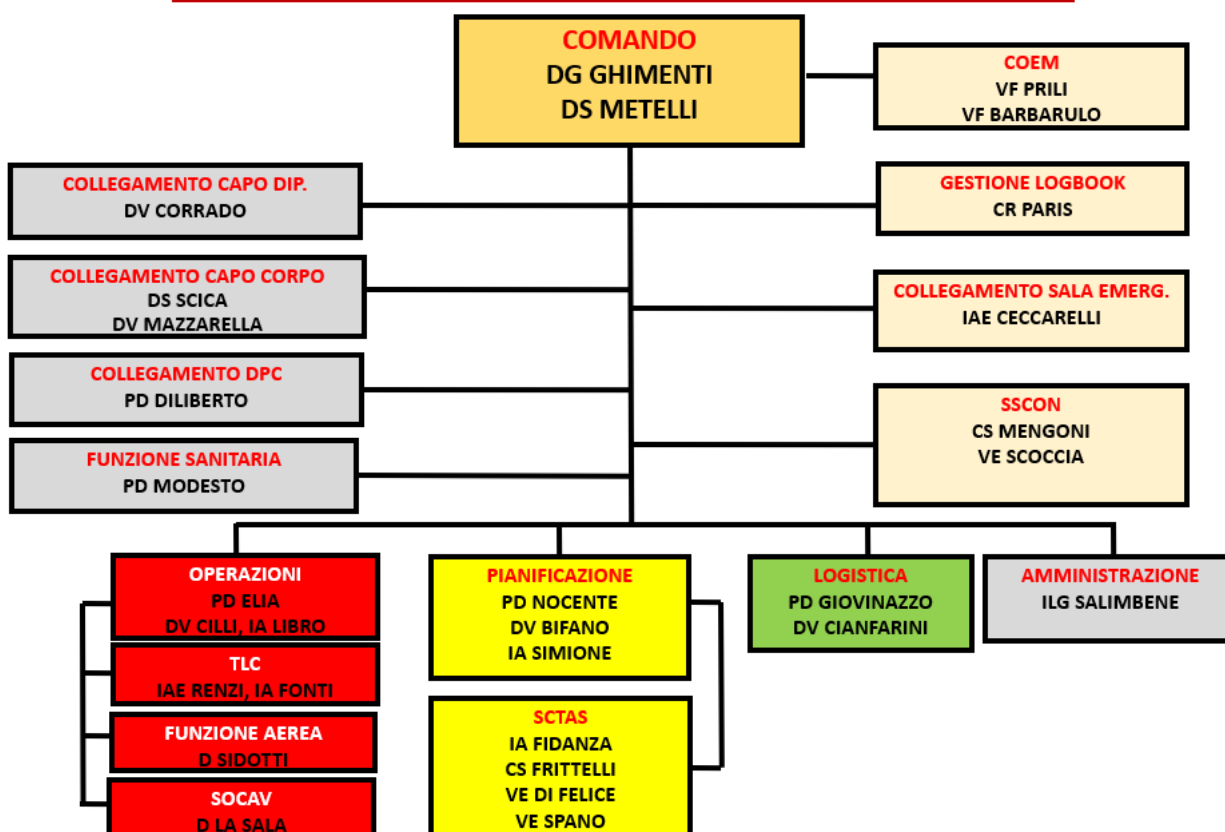 COMANDO
DG GHIMENTI
DS METELLI
COEM
VF PRILI
VF BARBARULO
COLLEGAMENTO CAPO DIP.
DV CORRADO
GESTIONE LOGBOOK
CR PARIS
COLLEGAMENTO CAPO CORPO
DS SCICA
DV MAZZARELLA
COLLEGAMENTO SALA EMERG.
IAE CECCARELLI
COLLEGAMENTO DPC
PD DILIBERTO
SSCON
CS MENGONI
VE SCOCCIA
FUNZIONE SANITARIA
PD MODESTO
OPERAZIONI
PD ELIA
DV CILLI, IA LIBRO
TLC
IAE RENZI, IA FONTI
FUNZIONE AEREA
D SIDOTTI
SOCAV
D LA SALA
PIANIFICAZIONE
PD NOCENTE
DV BIFANO
IA SIMIONE
SCTAS
IA FIDANZA
CS FRITTELLI
VE DI FELICE
VE SPANO
LOGISTICA
PD GIOVINAZZO
DV CIANFARINI
AMMINISTRAZIONE
ILG SALIMBENE